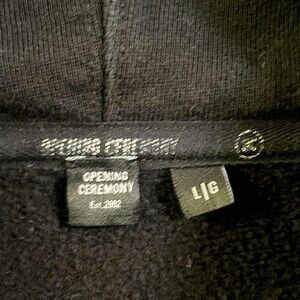 OPENING CEREMONY
OPENING
CEREMONY
Est.2002
L|G